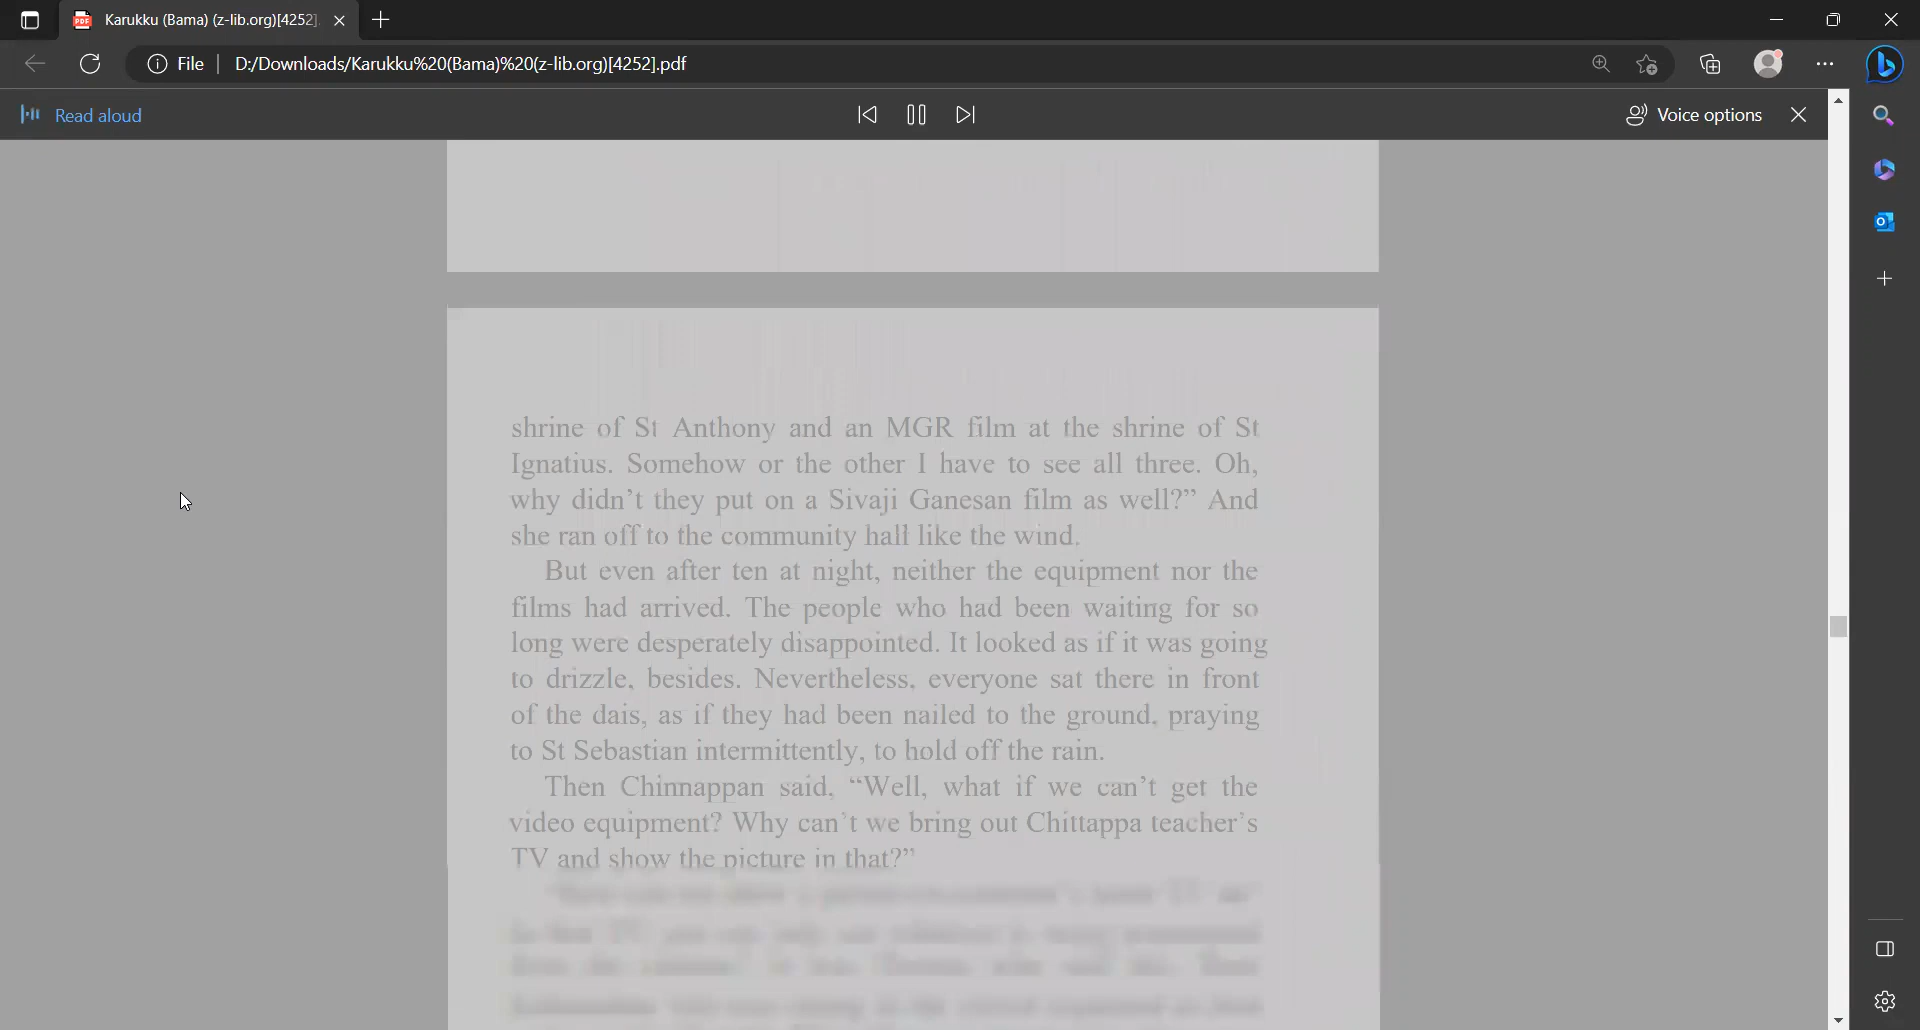 Karukku (Bama) (z-lib.org)[4252].
File
D:/Downloads/Karukku%20(Bama)%20(z-lib.org)[4252].pdf
Read aloud
Voice options
shrine of St Anthony and an MGR film at the shrine of St
Ignatius. Somehow or the other I have to see all three. Oh,
why didn't they put on a Sivaji Ganesan film as well?” And
she ran off to the community hall like the wind.
But even after ten at night, neither the equipment nor the
films had arrived. The people who had been waiting for so
long were desperately disappointed. It looked as if it was going
to drizzle, besides. Nevertheless, everyone sat there in front
of the dais, as if they had been nailed to the ground, praying
to St Sebastian intermittently, to hold off the rain.
Then Chinnappan said, “Well, what if we can't get the
video equipment? Why can't we bring out Chittappa teacher's
TV and show the picture in that?”